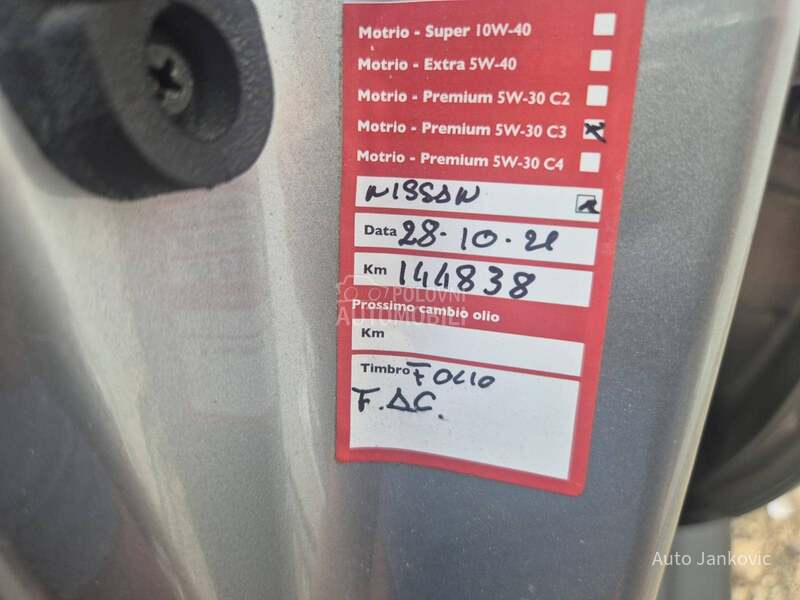 Motrio - Super 10W-40
Motrio - Extra 5W-40
Motrio - Premium 5W-30 C2
Motrio - Premium 5W-30 C3
Motrio - Premium 5W-30 C4
NISSAN
Data 28-10-21
Km 144838
POLOVNI
AUTOMOBILI
Prossimo cambio olio
Km
Timbro FOLIO
F.AC.
Auto Jankovic